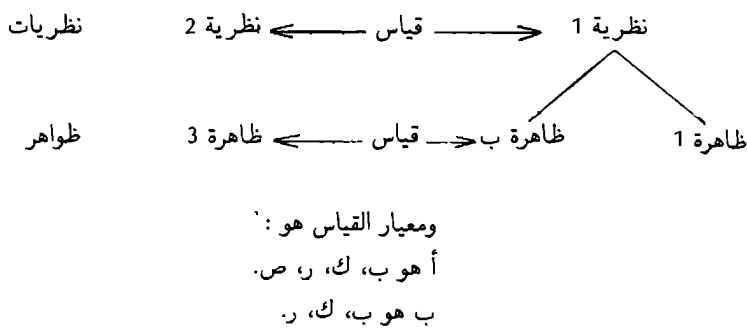 نظرية 1 قياس نظرية 2 نظريات
ظاهرة 1 ظاهرة ب قياس ظاهرة 3 ظواهر
ومعيار القياس هو :
أ هو ب، ك، ر، ص.
ب هو ب، ك، ر.